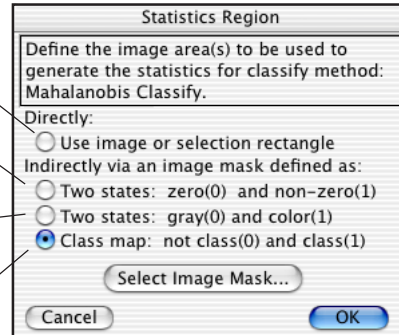 Statistics Region
Define the image area(s) to be used to
generate the statistics for classify method:
Mahalanobis Classify.
Directly:
Use image or selection rectangle
Indirectly via an image mask defined as:
Two states: zero(0) and non-zero(1)
Two states: gray(0) and color(1)
Class map: not class(0) and class(1)
Select Image Mask...
Cancel
OK